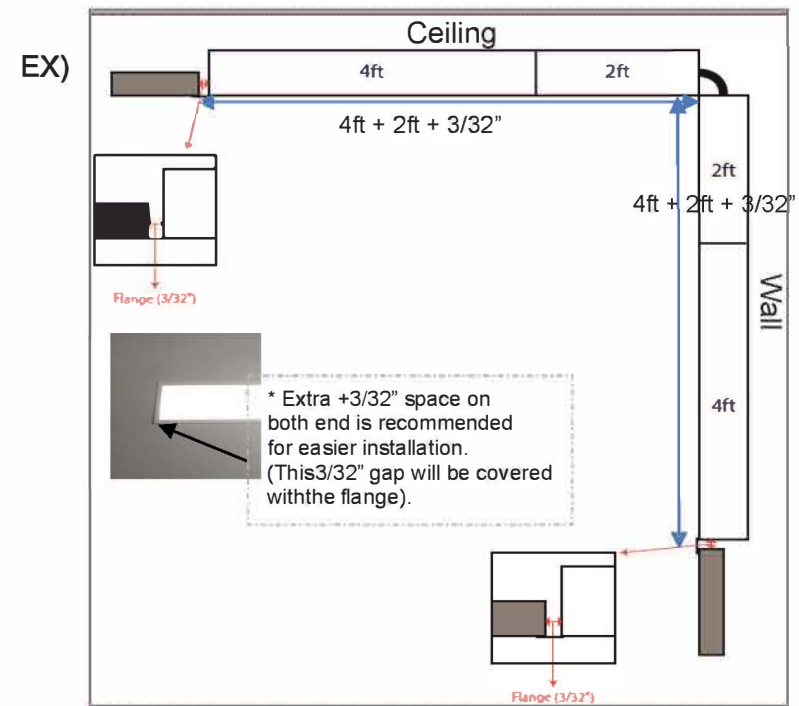 EX)
Ceiling
4ft
2ft
4ft + 2ft + 3/32”
2ft
4ft + 2ft + 3/32”
Flange (3/32")
Wall
* Extra +3/32” space on
both end is recommended
for easier installation.
(This3/32” gap will be covered
withthe flange).
4ft
Flange (3/32")